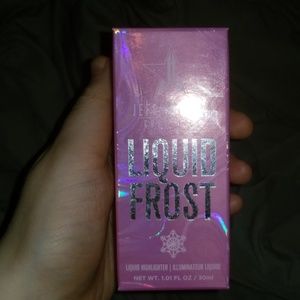 LIQUID
FROST
LIQUID HIGHLIGHTER | ILLUMINATEUR LIQUIDE
NET WT. 1.01 FL OZ / 30ml